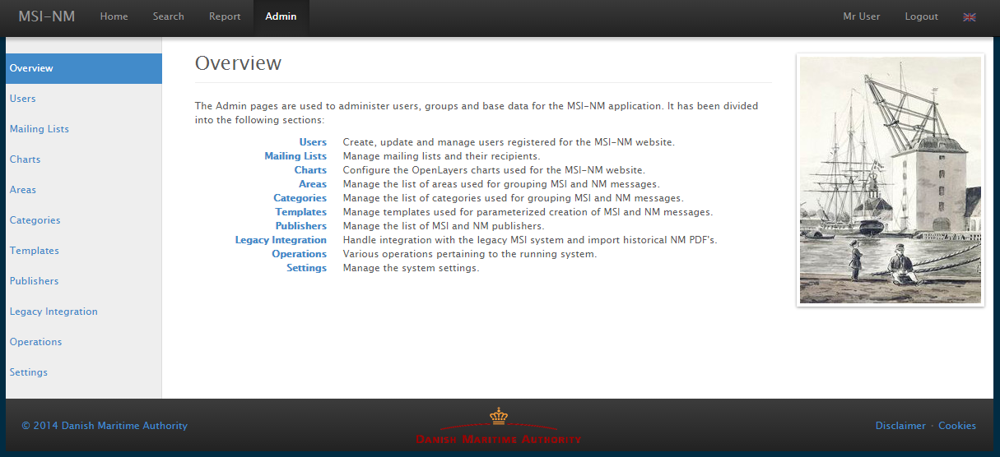 MSI-NM Home Search Report Admin Mr User Logout
Overview
Users
Mailing Lists
Charts
Areas
Categories
Templates
Publishers
Legacy Integration
Operations
Settings
Overview
The Admin pages are used to administer users, groups and base data for the MSI-NM application. It has been divided
into the following sections:
Users Create, update and manage users registered for the MSI-NM website.
Mailing Lists Manage mailing lists and their recipients.
Charts Configure the OpenLayers charts used for the MSI-NM website.
Areas Manage the list of areas used for grouping MSI and NM messages.
Categories Manage the list of categories used for grouping MSI and NM messages.
Templates Manage templates used for parameterized creation of MSI and NM messages.
Publishers Manage the list of MSI and NM publishers.
Legacy Integration Handle integration with the legacy MSI system and import historical NM PDF's.
Operations Various operations pertaining to the running system.
Settings Manage the system settings.
© 2014 Danish Maritime Authority
DANISH MARITIME AUTHORITY
Disclaimer · Cookies